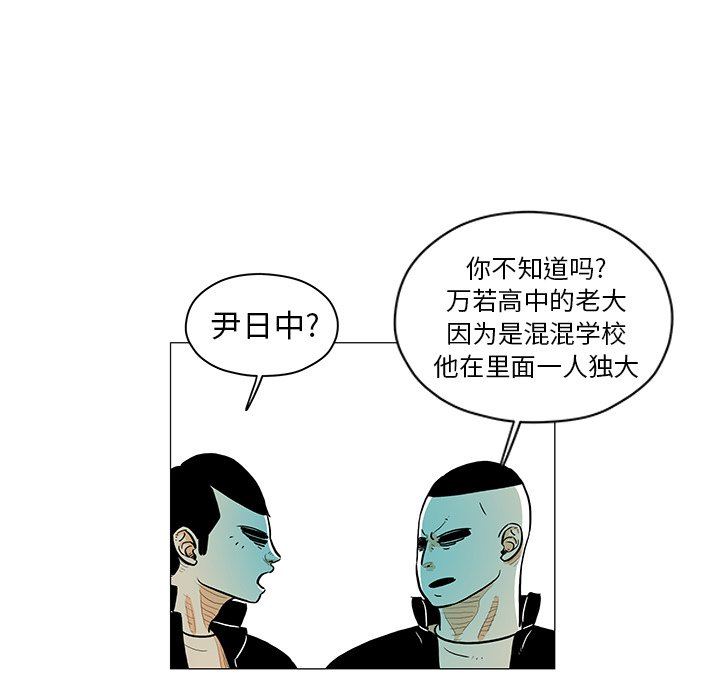 尹日中?
你不知道吗?
万若高中的老大
因为是混混学校
他在里面一人独大